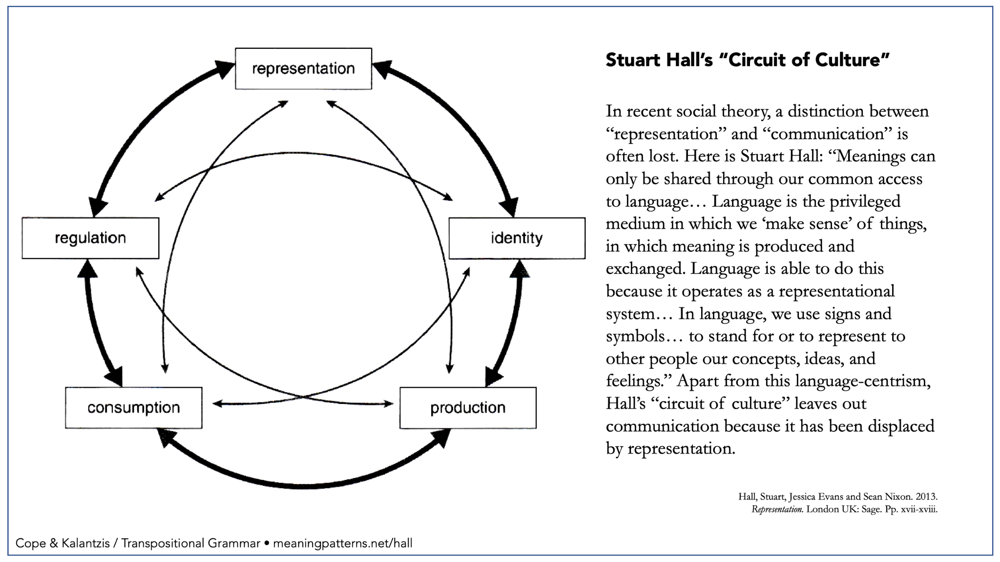 representation
regulation
identity
consumption
production
Stuart Hall’s “Circuit of Culture”
In recent social theory, a distinction between
“representation” and “communication” is
often lost. Here is Stuart Hall: “Meanings can
only be shared through our common access
to language… Language is the privileged
medium in which we ‘make sense’ of things,
in which meaning is produced and
exchanged. Language is able to do this
because it operates as a representational
system… In language, we use signs and
symbols… to stand for or to represent to
other people our concepts, ideas, and
feelings.” Apart from this language-centrism,
Hall’s “circuit of culture” leaves out
communication because it has been displaced
by representation.
Hall, Stuart, Jessica Evans and Sean Nixon. 2013.
Representation. London UK: Sage. Pp. xvii-xviii.
Cope & Kalantzis / Transpositional Grammar • meaningpatterns.net/hall